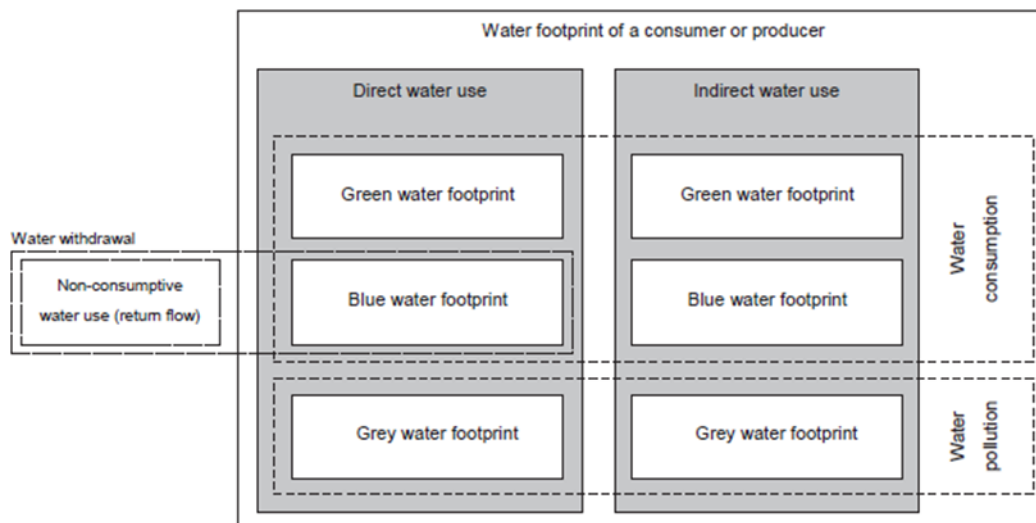 Water footprint of a consumer or producer
Direct water use
Indirect water use
Green water footprint
Green water footprint
Water withdrawal
Non-consumptive
water use (return flow)
Blue water footprint
Blue water footprint
Water
consumption
Grey water footprint
Grey water footprint
Water
pollution